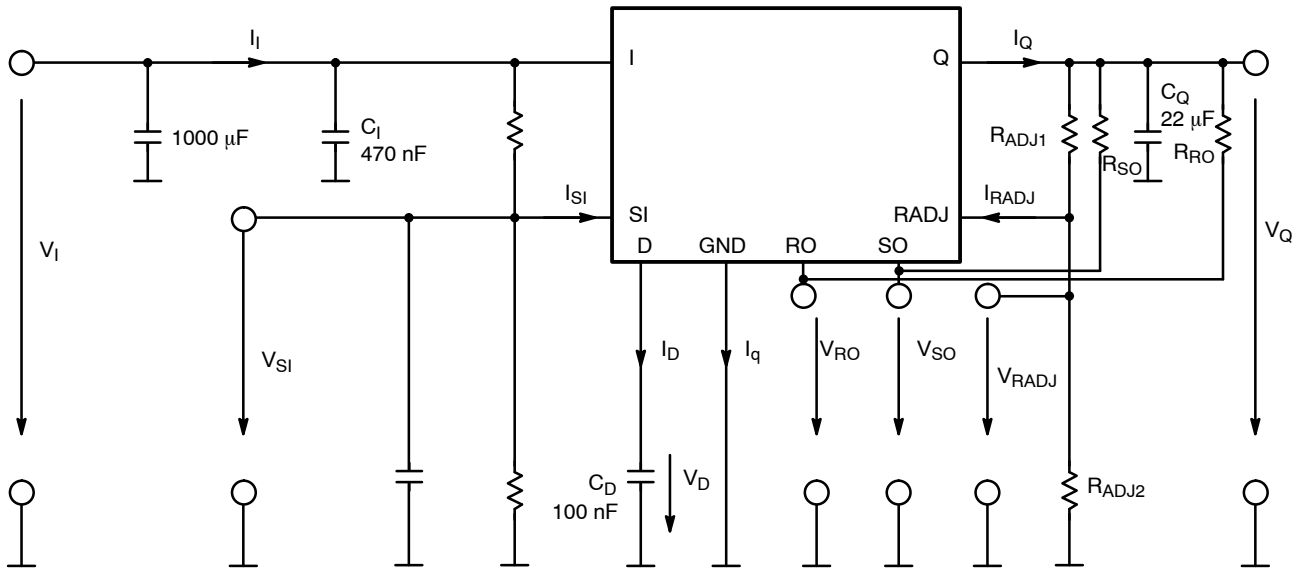 I_I
I
Q
I_Q
1000 μF
C_I
470 nF
R_ADJ1
R_SO
C_Q
22 μF
R_RO
I_SI
SI
RADJ
I_RADJ
D
GND
RO
SO
V_I
V_Q
V_SI
I_D
I_q
V_RO
V_SO
V_RADJ
C_D
100 nF
V_D
R_ADJ2